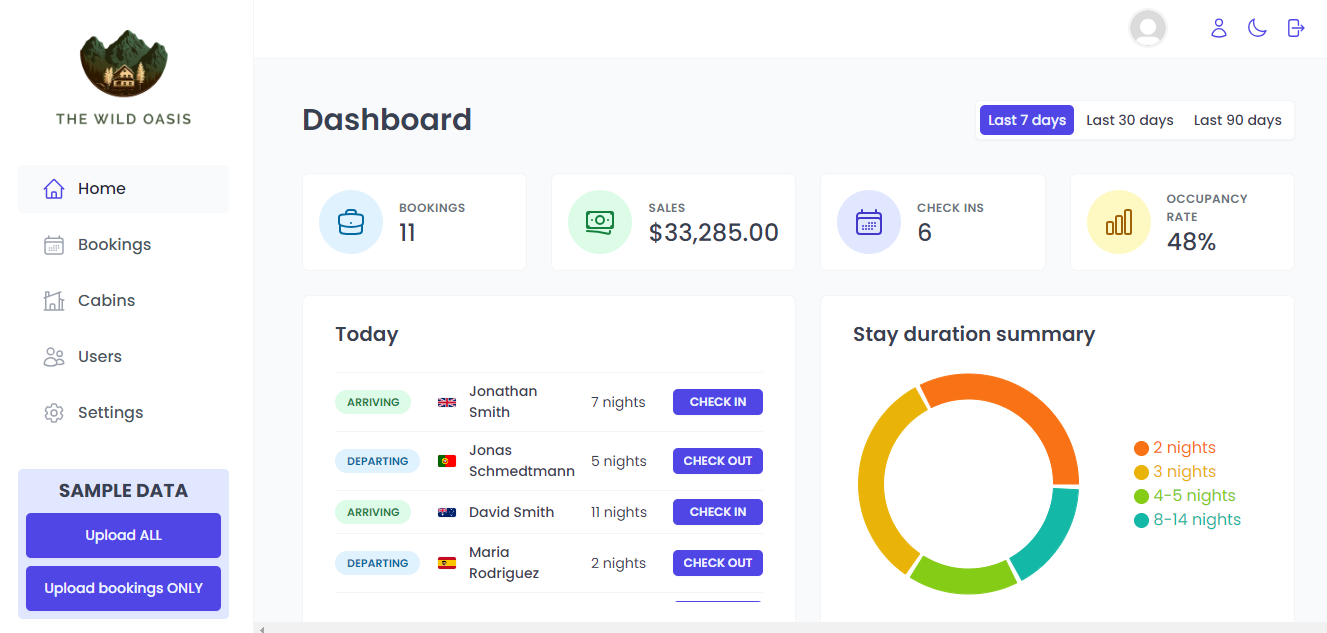 THE WILD OASIS
Home
Bookings
Cabins
Users
Settings
SAMPLE DATA
Upload ALL
Upload bookings ONLY
Dashboard
Last 7 days Last 30 days Last 90 days
BOOKINGS
11
SALES
$33,285.00
CHECK INS
6
OCCUPANCY
RATE
48%
Today
ARRIVING Jonathan
Smith 7 nights CHECK IN
DEPARTING Jonas
Schmedtmann 5 nights CHECK OUT
ARRIVING David Smith 11 nights CHECK IN
DEPARTING Maria
Rodriguez 2 nights CHECK OUT
Stay duration summary
2 nights
3 nights
4-5 nights
8-14 nights